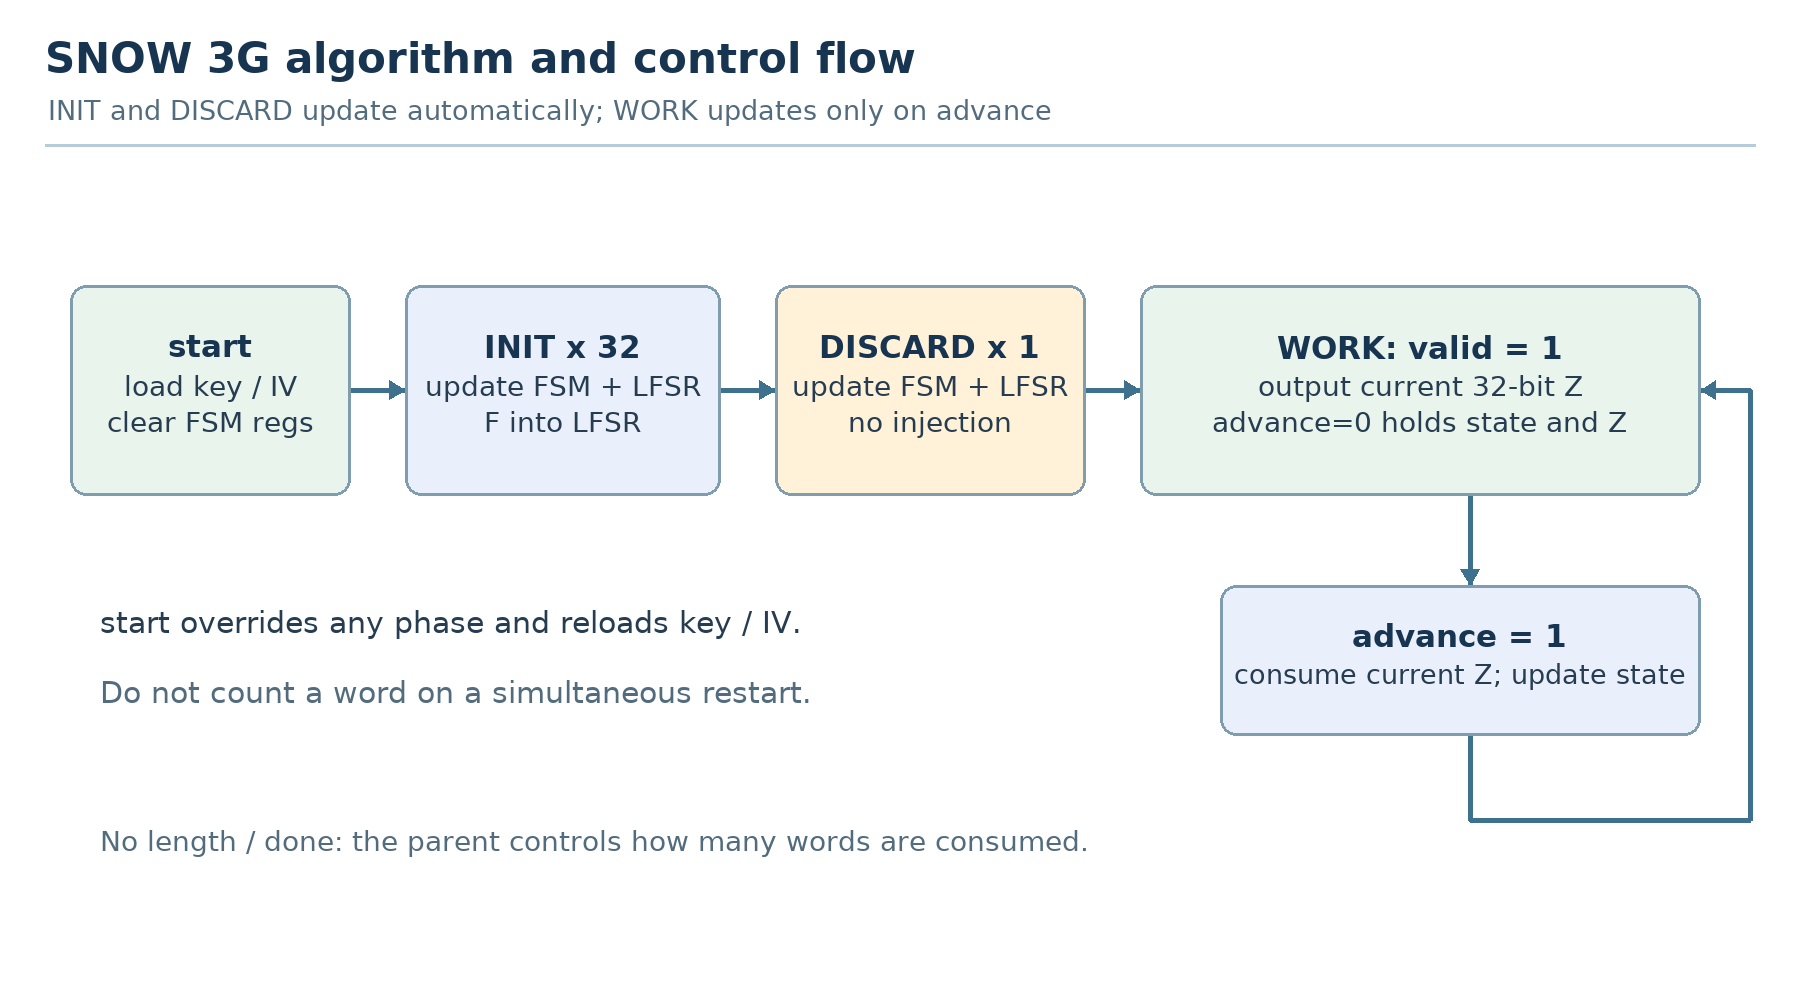 SNOW 3G algorithm and control flow
INIT and DISCARD update automatically; WORK updates only on advance
start
load key / IV
clear FSM regs
INIT x 32
update FSM + LFSR
F into LFSR
DISCARD x 1
update FSM + LFSR
no injection
WORK: valid = 1
output current 32-bit Z
advance=0 holds state and Z
advance = 1
consume current Z; update state
start overrides any phase and reloads key / IV.
Do not count a word on a simultaneous restart.
No length / done: the parent controls how many words are consumed.